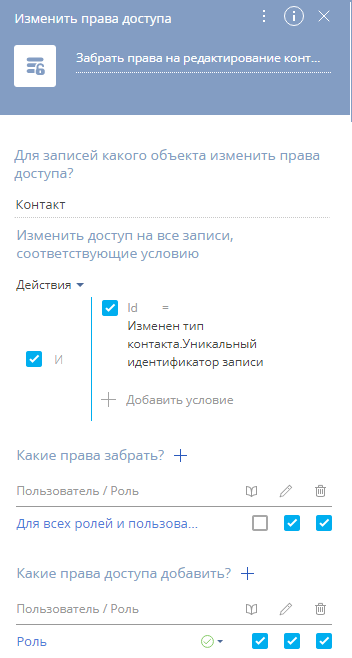 Изменить права доступа
Забрать права на редактирование конт...
Для записей какого объекта изменить права
доступа?
Контакт
Изменить доступ на все записи,
соответствующие условию
Действия
Id =
Изменен тип
контакта.Уникальный
идентификатор записи
И
Добавить условие
Какие права забрать?
Пользователь / Роль
Для всех ролей и пользова...
Какие права доступа добавить?
Пользователь / Роль
Роль